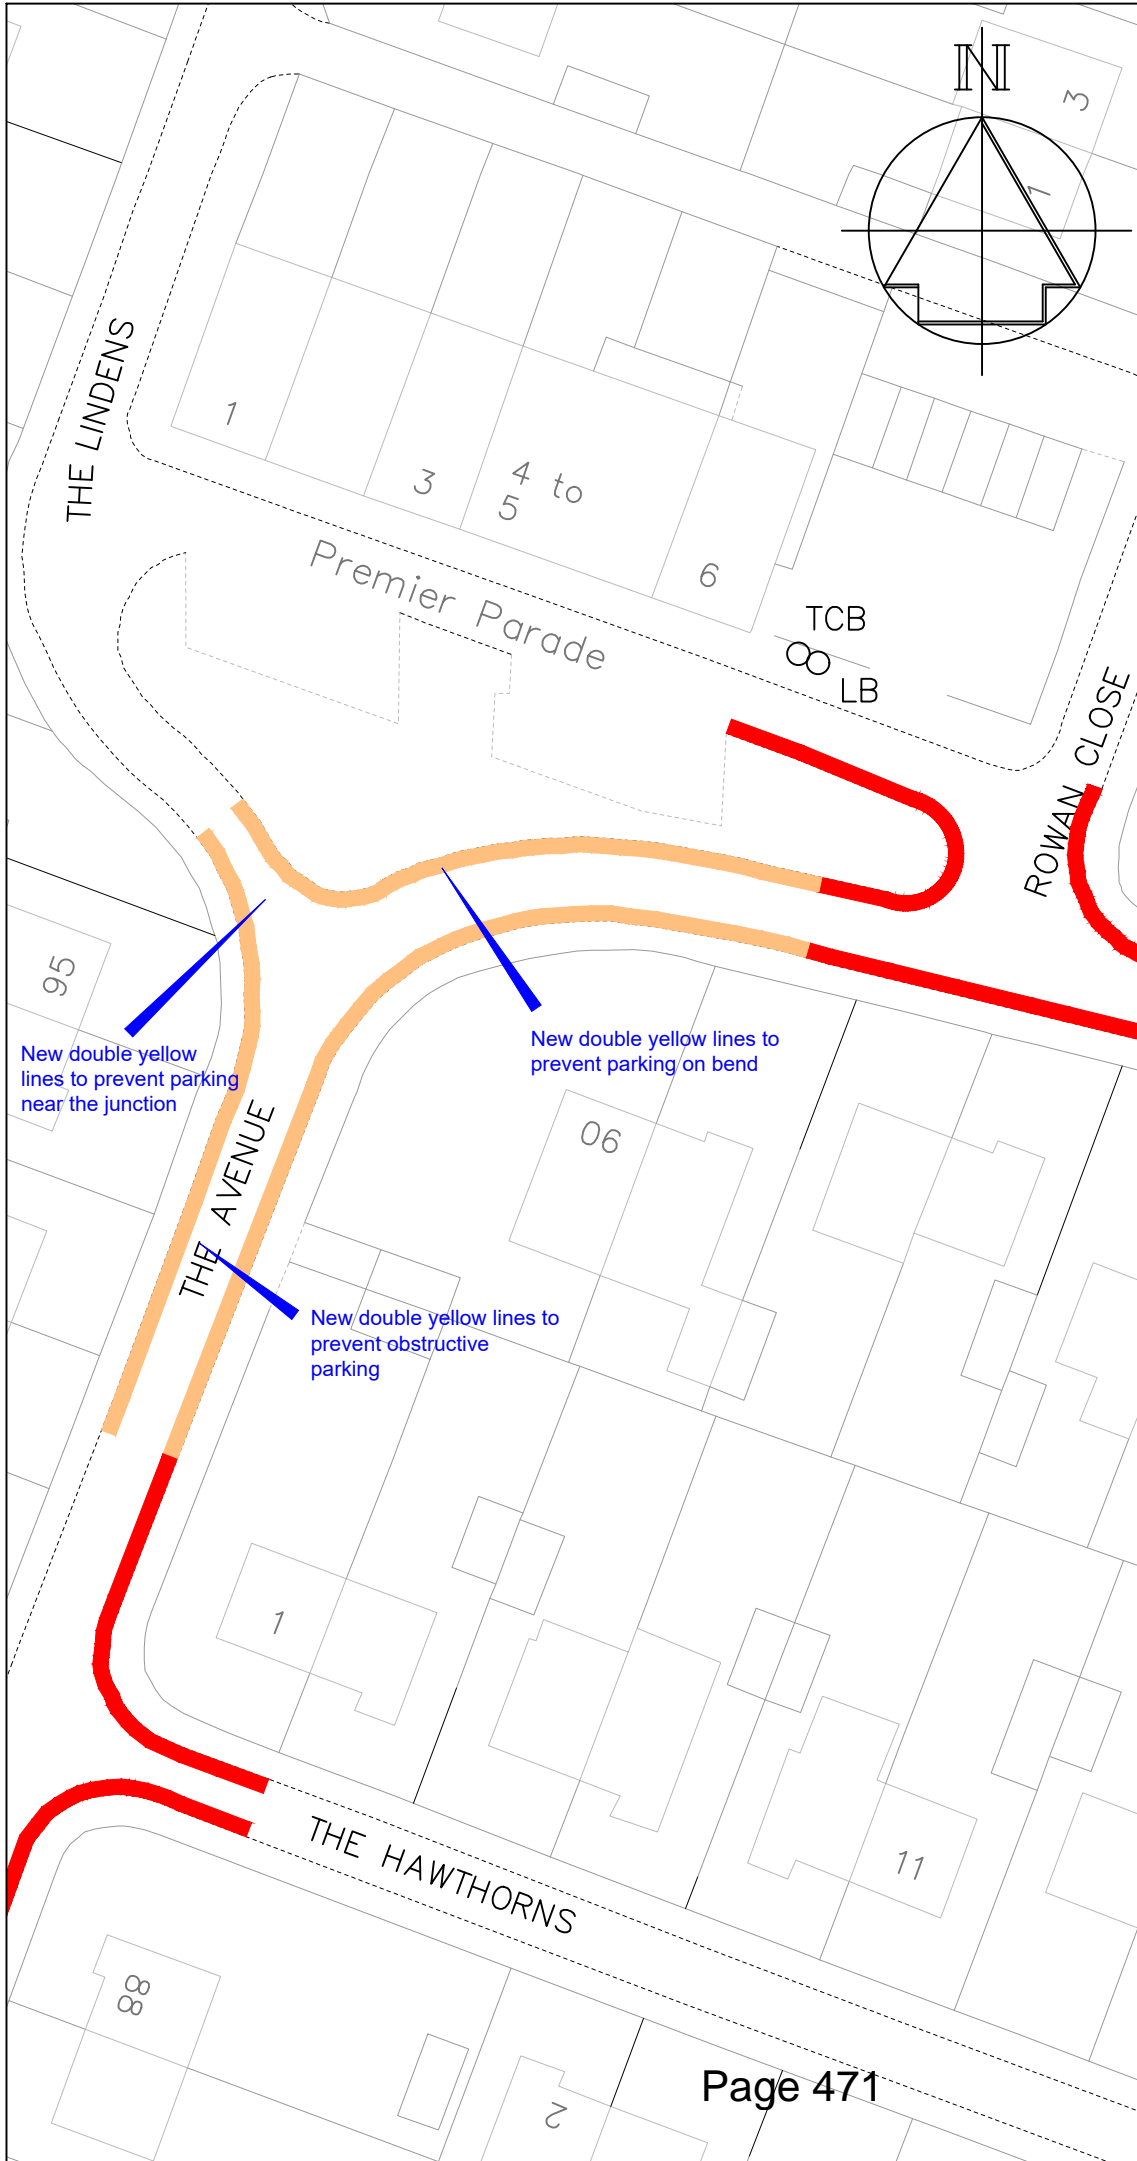 N
3
1
THE LINDENS
1
3
4 to
5
6
Premier Parade
TCB
LB
ROWAN CLOSE
95
New double yellow
lines to prevent parking
near the junction
New double yellow lines to
prevent parking on bend
90
THE AVENUE
New double yellow lines to
prevent obstructive
parking
1
THE HAWTHORNS
11
88
2
Page 471